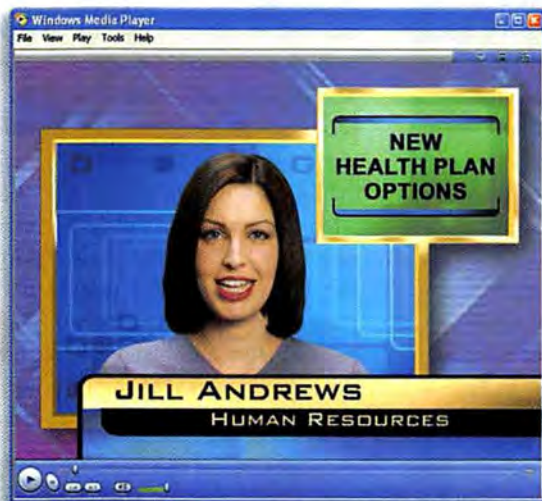 Windows Media Player
File View Play Tools Help
NEW
HEALTH PLAN
OPTIONS
JILL ANDREWS
HUMAN RESOURCES